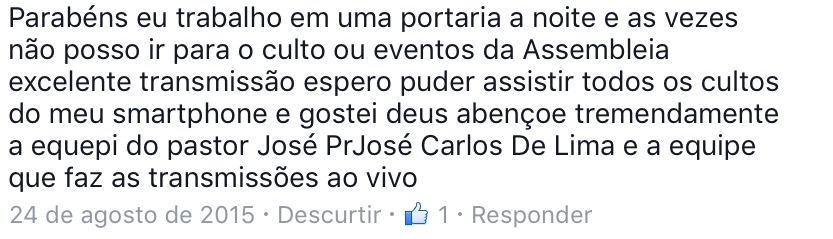 Parabéns eu trabalho em uma portaria a noite e as vezes
não posso ir para o culto ou eventos da Assembleia
excelente transmissão espero puder assistir todos os cultos
do meu smartphone e gostei deus abençoe tremendamente
a equepi do pastor José PrJosé Carlos De Lima e a equipe
que faz as transmissões ao vivo
24 de agosto de 2015 · Descurtir · 1 · Responder